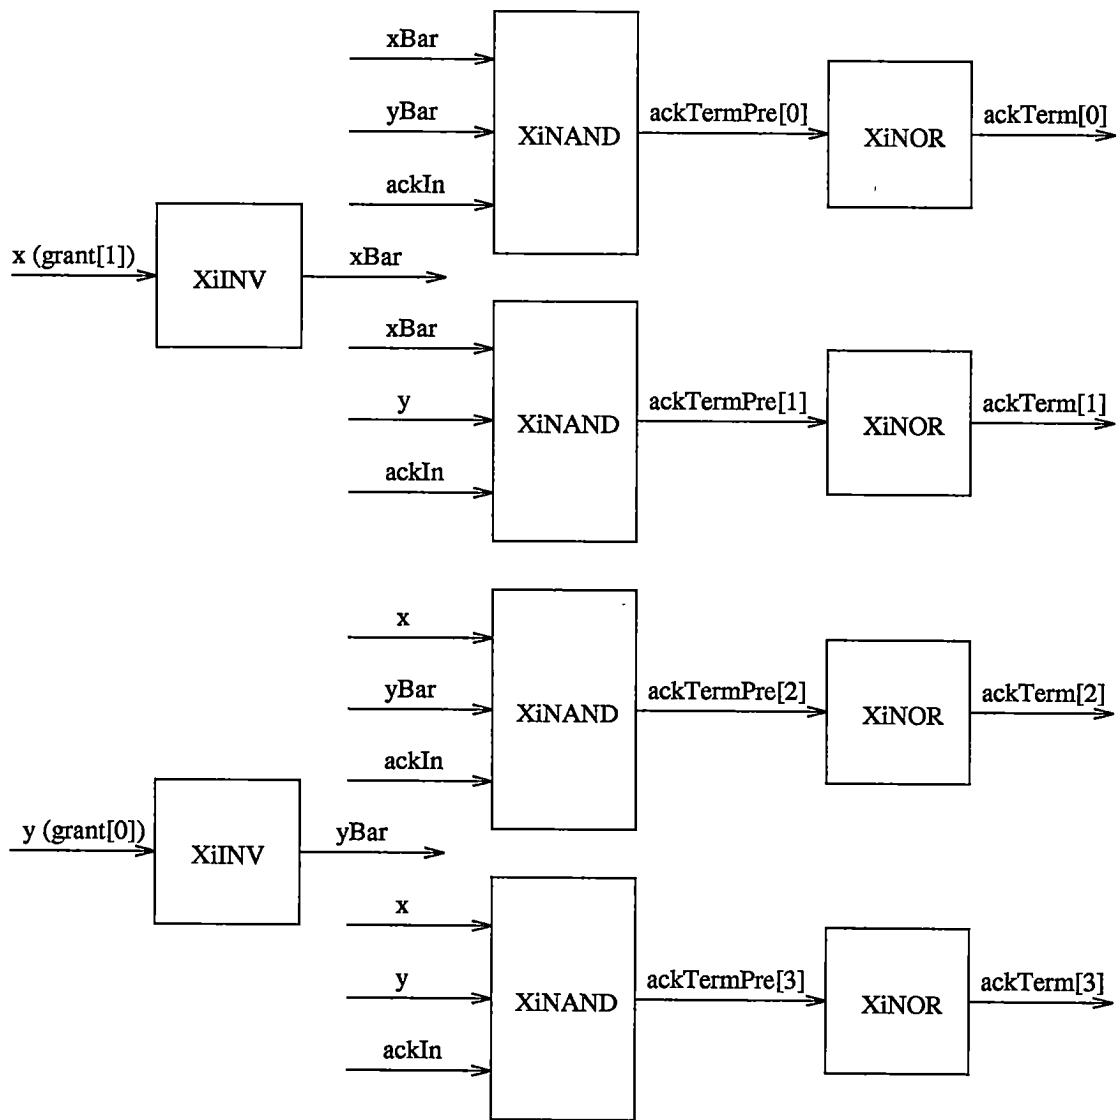 xBar
yBar
ackIn
XiNAND
ackTermPre[0]
XiNOR
ackTerm[0]
x (grant[1])
XiINV
xBar
xBar
y
ackIn
XiNAND
ackTermPre[1]
XiNOR
ackTerm[1]
x
yBar
ackIn
XiNAND
ackTermPre[2]
XiNOR
ackTerm[2]
y (grant[0])
XiINV
yBar
x
y
ackIn
XiNAND
ackTermPre[3]
XiNOR
ackTerm[3]